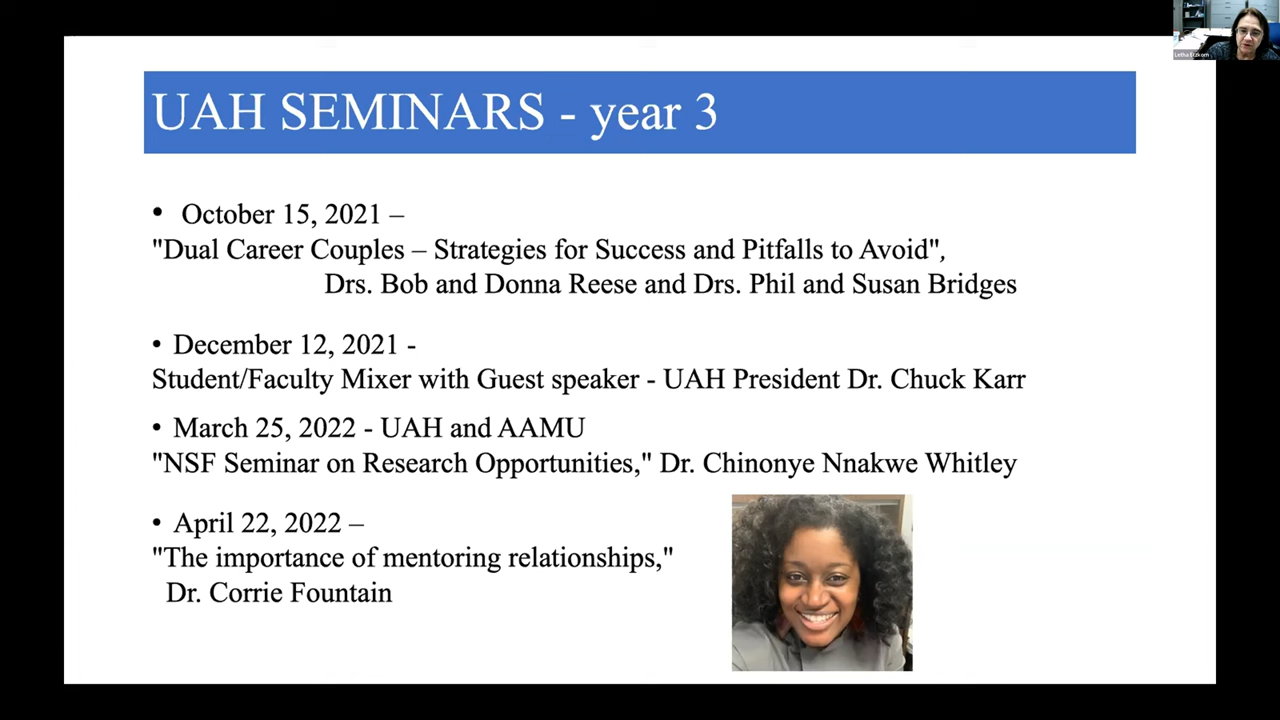 UAH SEMINARS - year 3
• October 15, 2021 –
"Dual Career Couples – Strategies for Success and Pitfalls to Avoid",
Drs. Bob and Donna Reese and Drs. Phil and Susan Bridges
• December 12, 2021 -
Student/Faculty Mixer with Guest speaker - UAH President Dr. Chuck Karr
• March 25, 2022 - UAH and AAMU
"NSF Seminar on Research Opportunities," Dr. Chinonye Nnakwe Whitley
• April 22, 2022 –
"The importance of mentoring relationships,"
Dr. Corrie Fountain
Letha Etzkorn